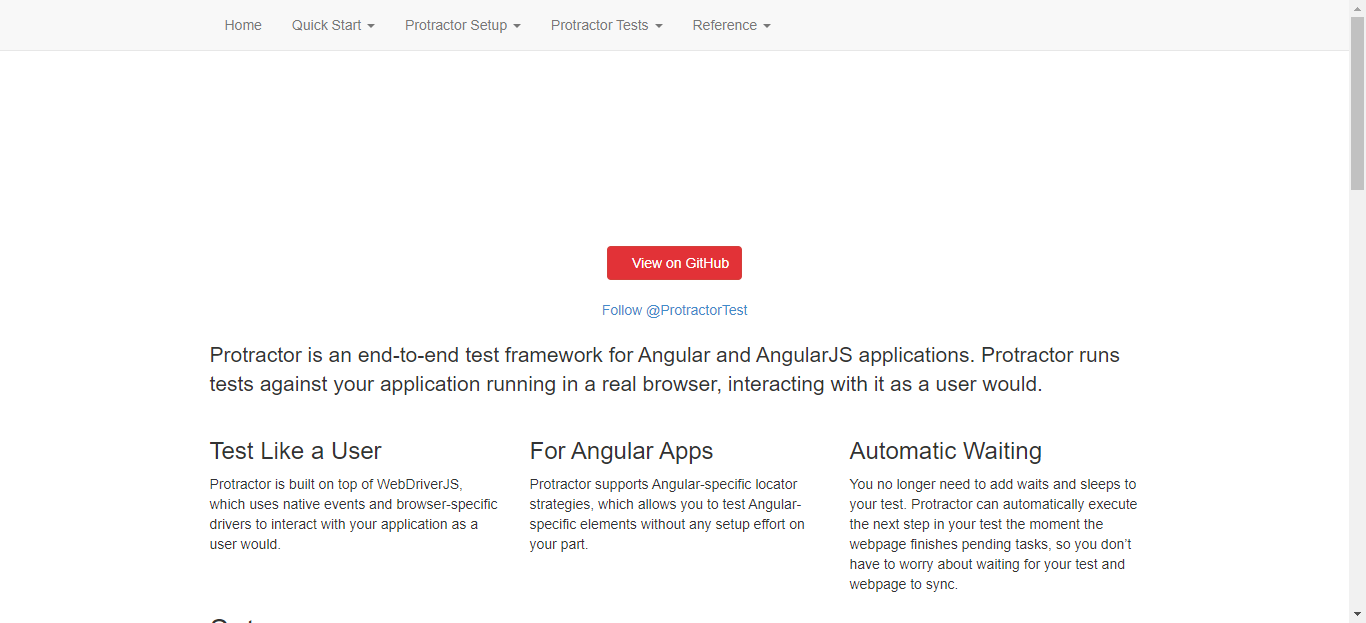 Home Quick Start Protractor Setup Protractor Tests Reference
View on GitHub
Follow @ProtractorTest
Protractor is an end-to-end test framework for Angular and AngularJS applications. Protractor runs
tests against your application running in a real browser, interacting with it as a user would.
Test Like a User
Protractor is built on top of WebDriverJS,
which uses native events and browser-specific
drivers to interact with your application as a
user would.
For Angular Apps
Protractor supports Angular-specific locator
strategies, which allows you to test Angular-
specific elements without any setup effort on
your part.
Automatic Waiting
You no longer need to add waits and sleeps to
your test. Protractor can automatically execute
the next step in your test the moment the
webpage finishes pending tasks, so you don’t
have to worry about waiting for your test and
webpage to sync.